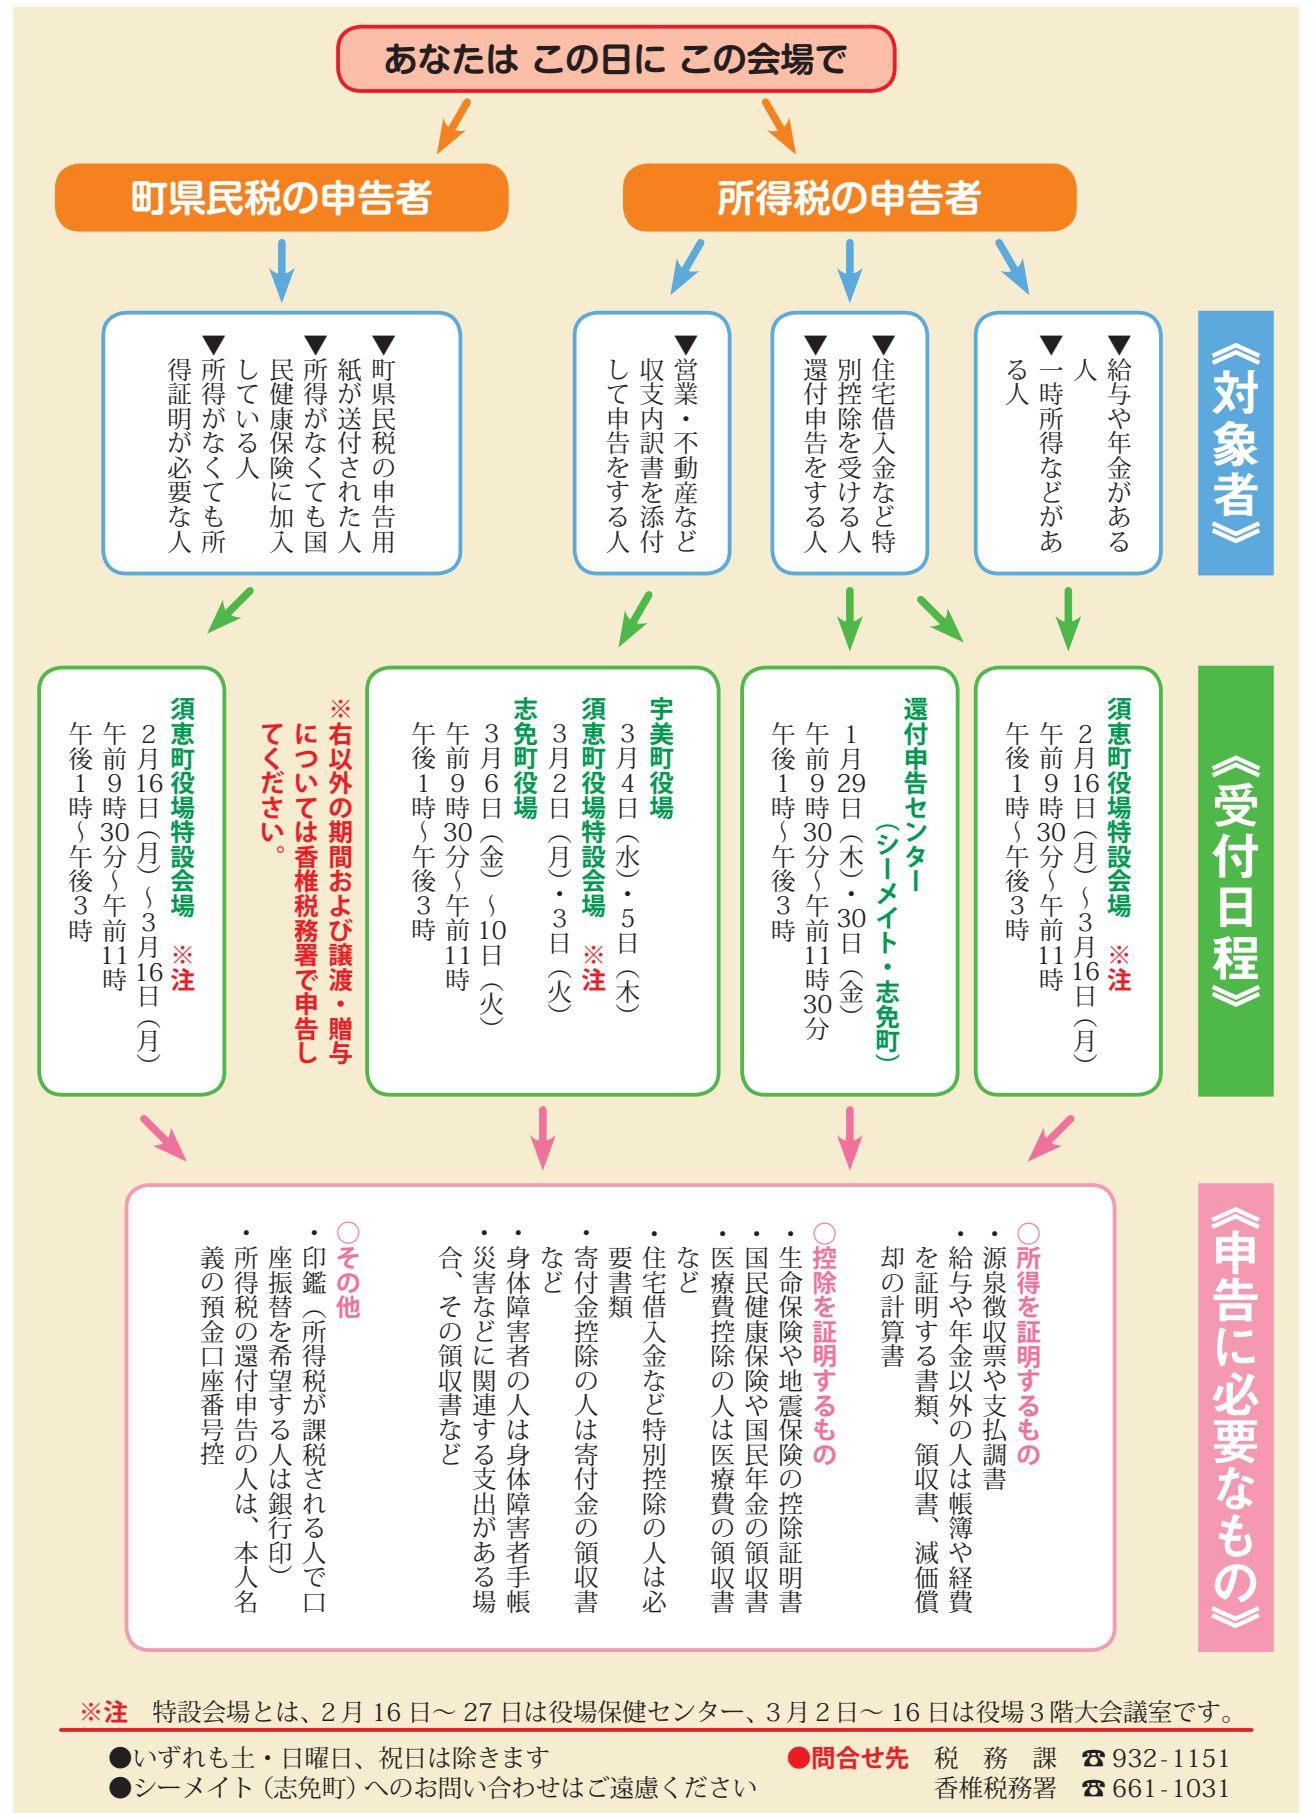 あなたは この日に この会場で
所得税の申告者
町県民税の申告者
《対象者》
▼給与や年金がある
人
▼一時所得などがあ
る人
▼住宅借入金など特
別控除を受ける人
▼還付申告をする人
▼営業・不動産など
収支内訳書を添付
して申告をする人
▼町県民税の申告用
紙が送付された人
▼所得がなくても国
民健康保険に加入
している人
▼所得がなくても所
得証明が必要な人
《受付日程》
須恵町役場特設会場 ※注
2月16日（月）～3月16日（月）
午前9時30分～午前11時
午後1時～午後3時
還付申告センター
（シーメイト・志免町）
1月29日（木）・30日（金）
午前9時30分～午前11時30分
午後1時～午後3時
宇美町役場
3月4日（水）・5日（木）
須恵町役場特設会場 ※注
3月2日（月）・3日（火）
志免町役場
3月6日（金）～10日（火）
午前9時30分～午前11時
午後1時～午後3時
※右以外の期間および譲渡・贈与
については香椎税務署で申告し
てください。
須恵町役場特設会場 ※注
2月16日（月）～3月16日（月）
午前9時30分～午前11時
午後1時～午後3時
《申告に必要なもの》
○所得を証明するもの
・源泉徴収票や支払調書
・給与や年金以外の人は帳簿や経費
を証明する書類、領収書、減価償
却の計算書
○控除を証明するもの
・生命保険や地震保険の控除証明書
・国民健康保険や国民年金の領収書
・医療費控除の人は医療費の領収書
など
・住宅借入金など特別控除の人は必
要書類
・寄付金控除の人は寄付金の領収書
など
・身体障害者の人は身体障害者手帳
・災害などに関連する支出がある場
合、その領収書など
○その他
・印鑑（所得税が課税される人で口
座振替を希望する人は銀行印）
・所得税の還付申告の人は、本人名
義の預金口座番号控
※注 特設会場とは、2月16日～27日は役場保健センター、3月2日～16日は役場3階大会議室です。
●いずれも土・日曜日、祝日は除きます
●シーメイト（志免町）へのお問い合わせはご遠慮ください
●問合せ先 税務課 ☎932-1151
香椎税務署 ☎661-1031